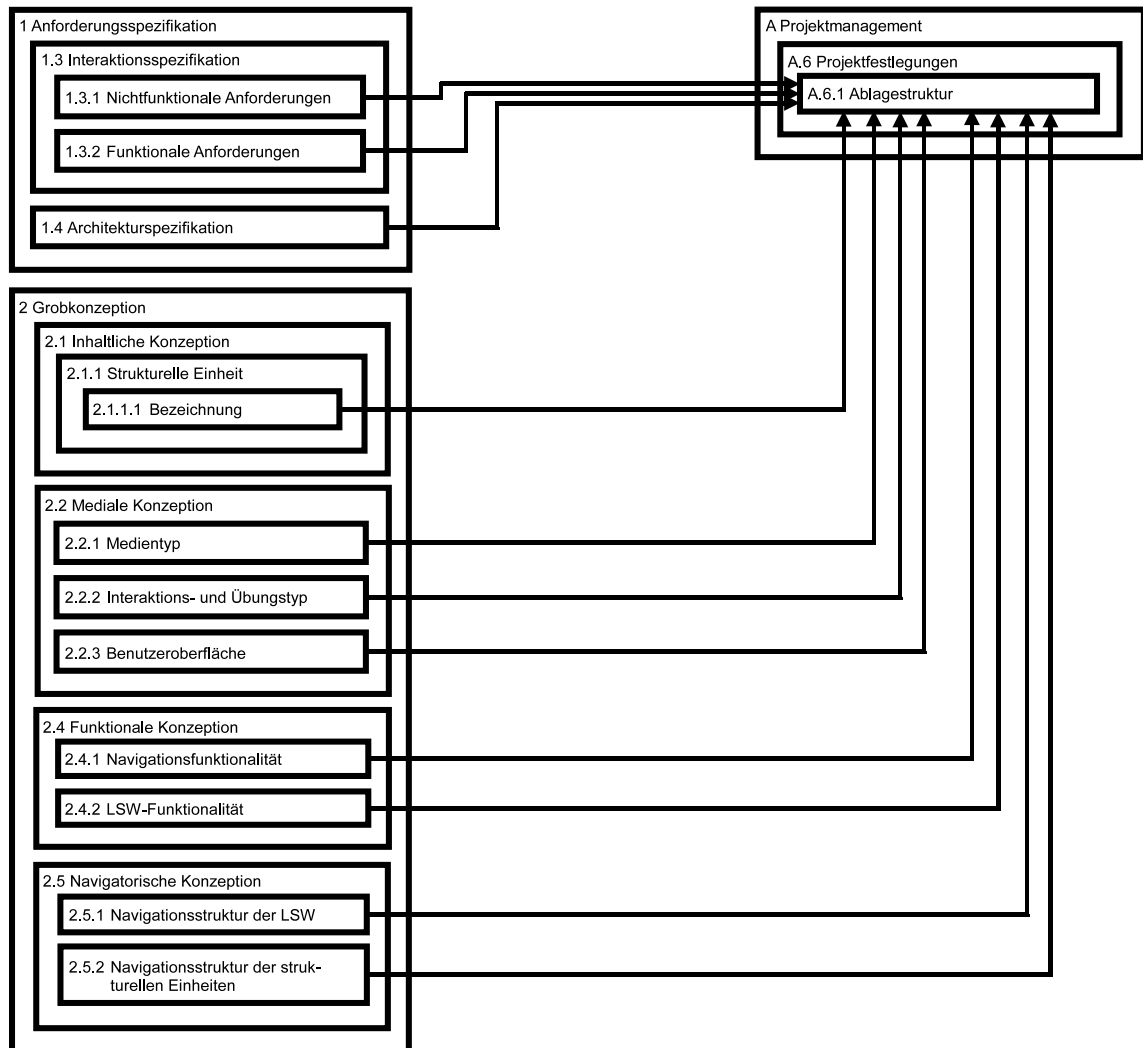 1 Anforderungsspezifikation
1.3 Interaktionsspezifikation
1.3.1 Nichtfunktionale Anforderungen
1.3.2 Funktionale Anforderungen
1.4 Architekturspezifikation
A Projektmanagement
A.6 Projektfestlegungen
A.6.1 Ablagestruktur
2 Grobkonzeption
2.1 Inhaltliche Konzeption
2.1.1 Strukturelle Einheit
2.1.1.1 Bezeichnung
2.2 Mediale Konzeption
2.2.1 Medientyp
2.2.2 Interaktions- und Übungstyp
2.2.3 Benutzeroberfläche
2.4 Funktionale Konzeption
2.4.1 Navigationsfunktionalität
2.4.2 LSW-Funktionalität
2.5 Navigatorische Konzeption
2.5.1 Navigationsstruktur der LSW
2.5.2 Navigationsstruktur der struk-
turellen Einheiten